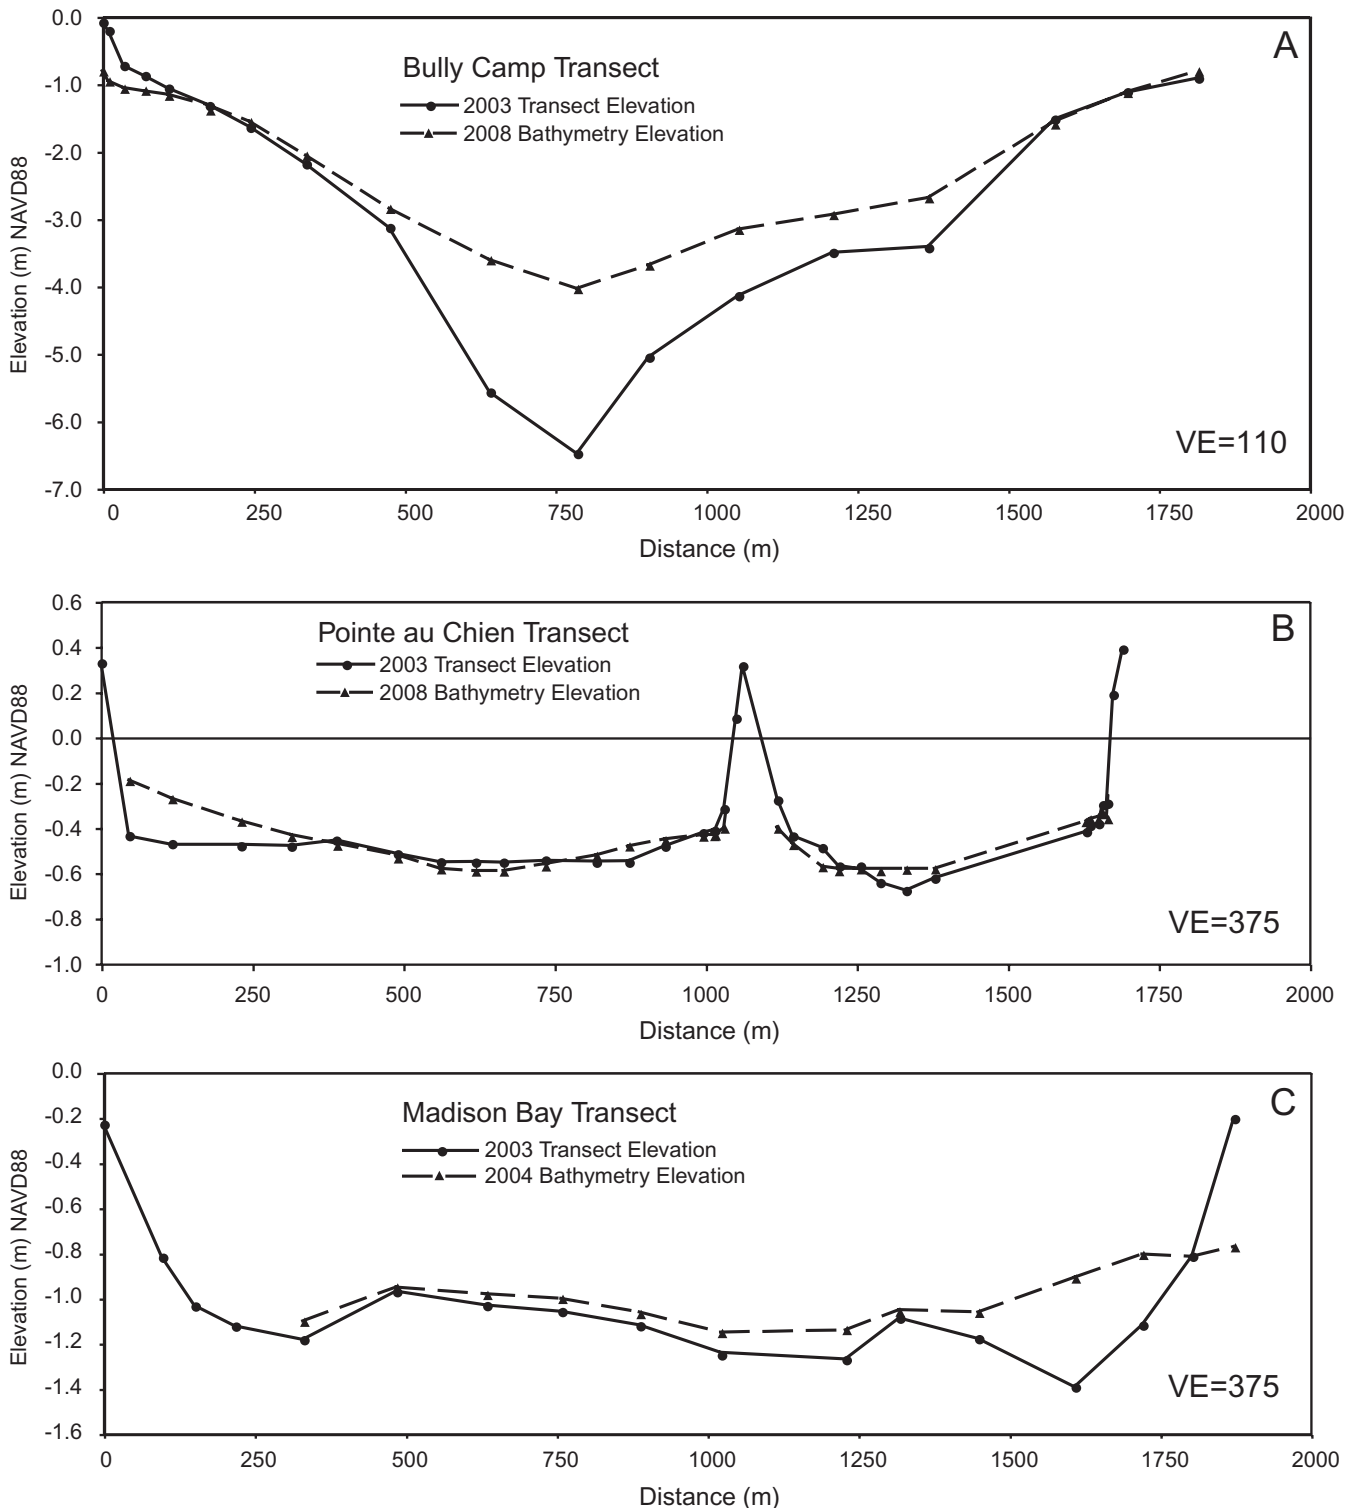 A
Bully Camp Transect
2003 Transect Elevation
2008 Bathymetry Elevation
VE=110
Elevation (m) NAVD88
0.0
-1.0
-2.0
-3.0
-4.0
-5.0
-6.0
-7.0
0 250 500 750 1000 1250 1500 1750 2000
Distance (m)
B
Pointe au Chien Transect
2003 Transect Elevation
2008 Bathymetry Elevation
VE=375
Elevation (m) NAVD88
0.6
0.4
0.2
0.0
-0.2
-0.4
-0.6
-0.8
-1.0
0 250 500 750 1000 1250 1500 1750 2000
Distance (m)
C
Madison Bay Transect
2003 Transect Elevation
2004 Bathymetry Elevation
VE=375
Elevation (m) NAVD88
0.0
-0.2
-0.4
-0.6
-0.8
-1.0
-1.2
-1.4
-1.6
0 250 500 750 1000 1250 1500 1750 2000
Distance (m)